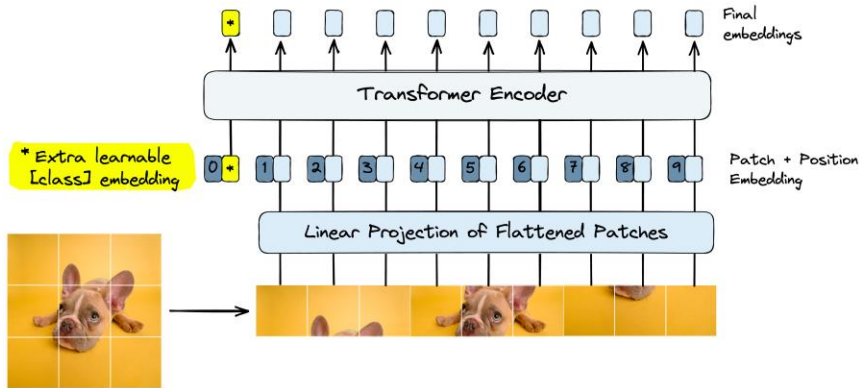 *
Final
embeddings
Transformer Encoder
* Extra learnable
[class] embedding
0 * 1 2 3 4 5 6 7 8 9
Patch + Position
Embedding
Linear Projection of Flattened Patches